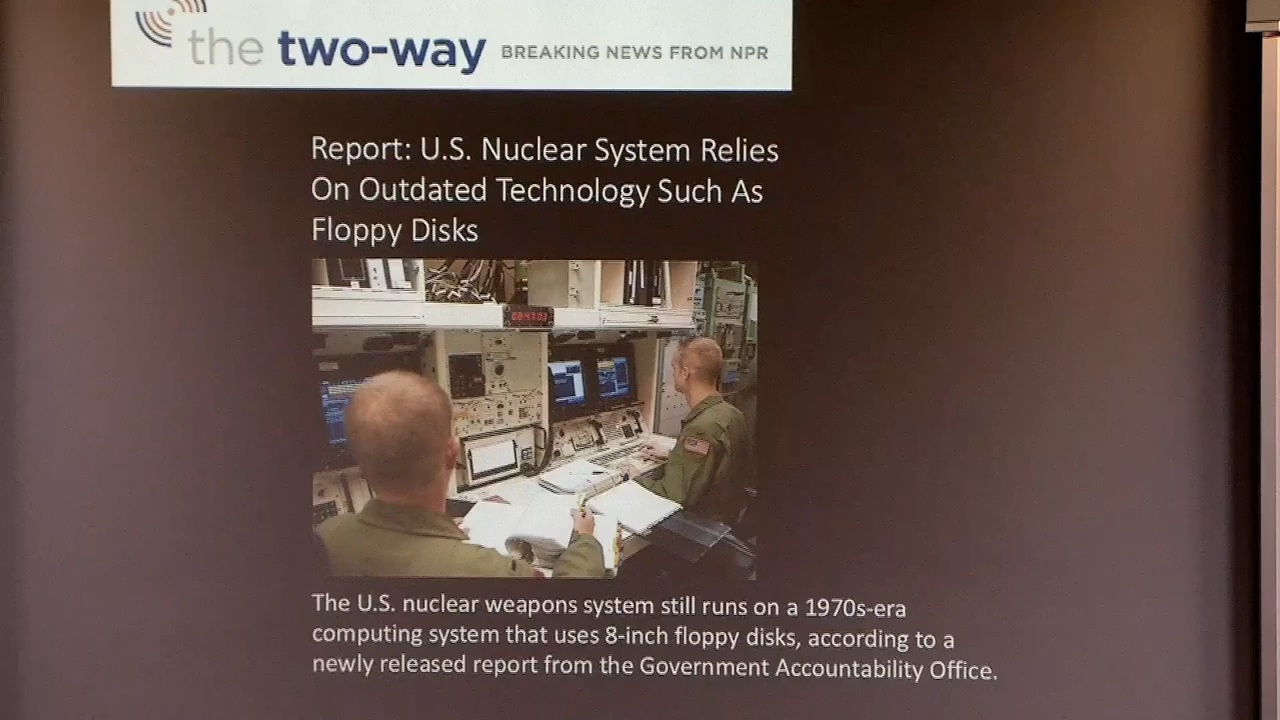 the two-way BREAKING NEWS FROM NPR
Report: U.S. Nuclear System Relies
On Outdated Technology Such As
Floppy Disks
The U.S. nuclear weapons system still runs on a 1970s-era
computing system that uses 8-inch floppy disks, according to a
newly released report from the Government Accountability Office.